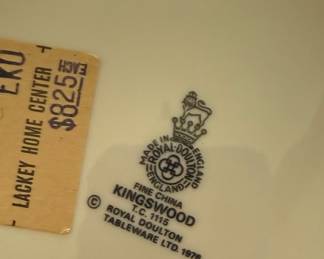 EKO
LACKEY HOME CENTER
$825
MADE IN ENGLAND
ROYAL DOULTON
ENGLAND
FINE CHINA
KINGSWOOD
T.C. 1115
© ROYAL DOULTON
TABLEWARE LTD. 1976